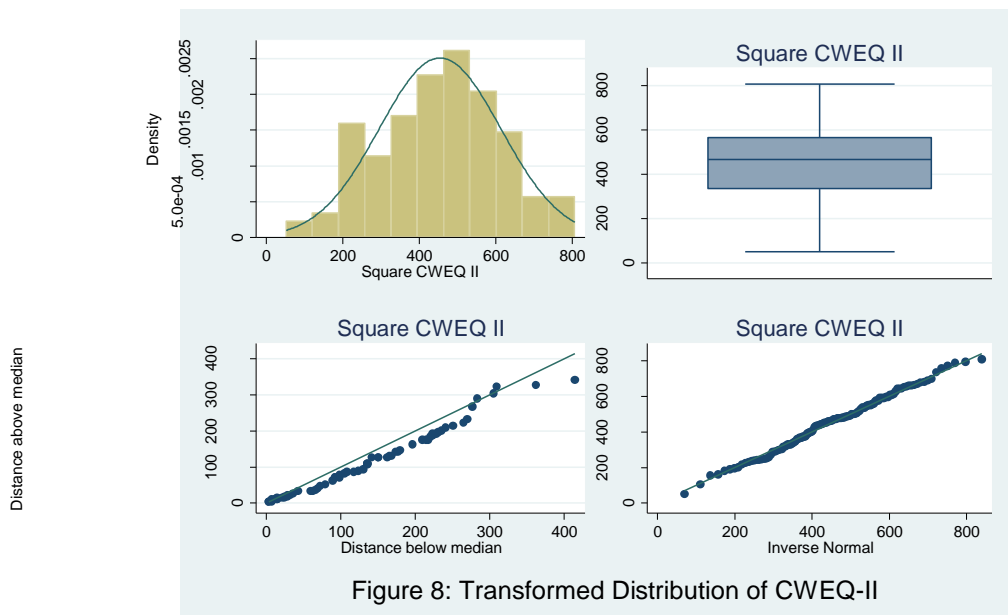 Density
0
5.0e-04
.001
.0015
.002
.0025
0 200 400 600 800
Square CWEQ II
Square CWEQ II
0
200
400
600
800
Square CWEQ II
Distance above median
0
100
200
300
400
0 100 200 300 400
Distance below median
Square CWEQ II
0
200
400
600
800
0 200 400 600 800
Inverse Normal
Figure 8: Transformed Distribution of CWEQ-II